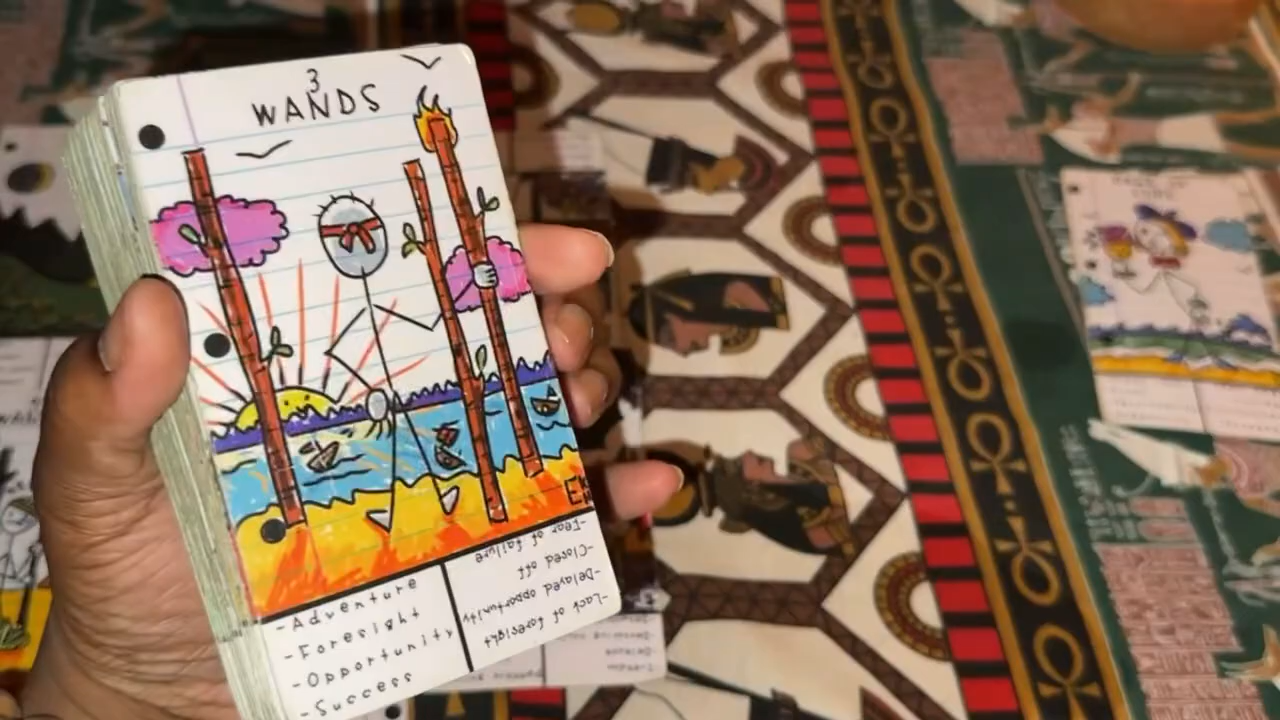 3
WANDS
-Adventure
-Foresight
-Opportunity
-Success
-Lack of foresight
-Delayed opportunity
-Closed off
-Fear of failure